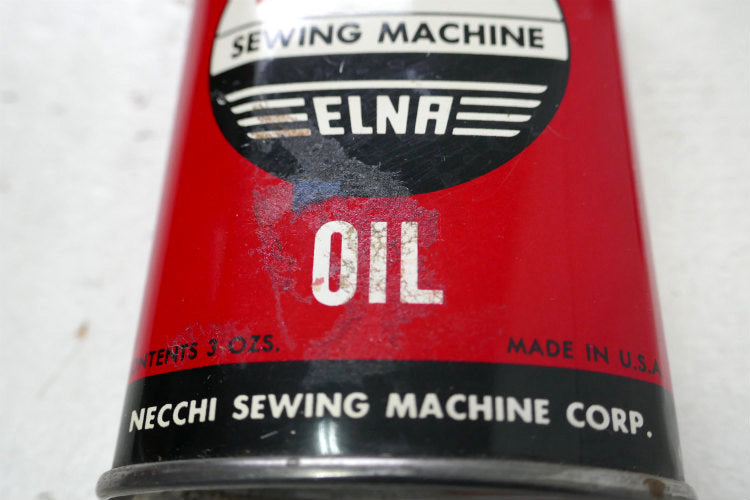 SEWING MACHINE
ELNA
OIL
NTENTS 3 OZS. MADE IN U.S.A
NECCHI SEWING MACHINE CORP.